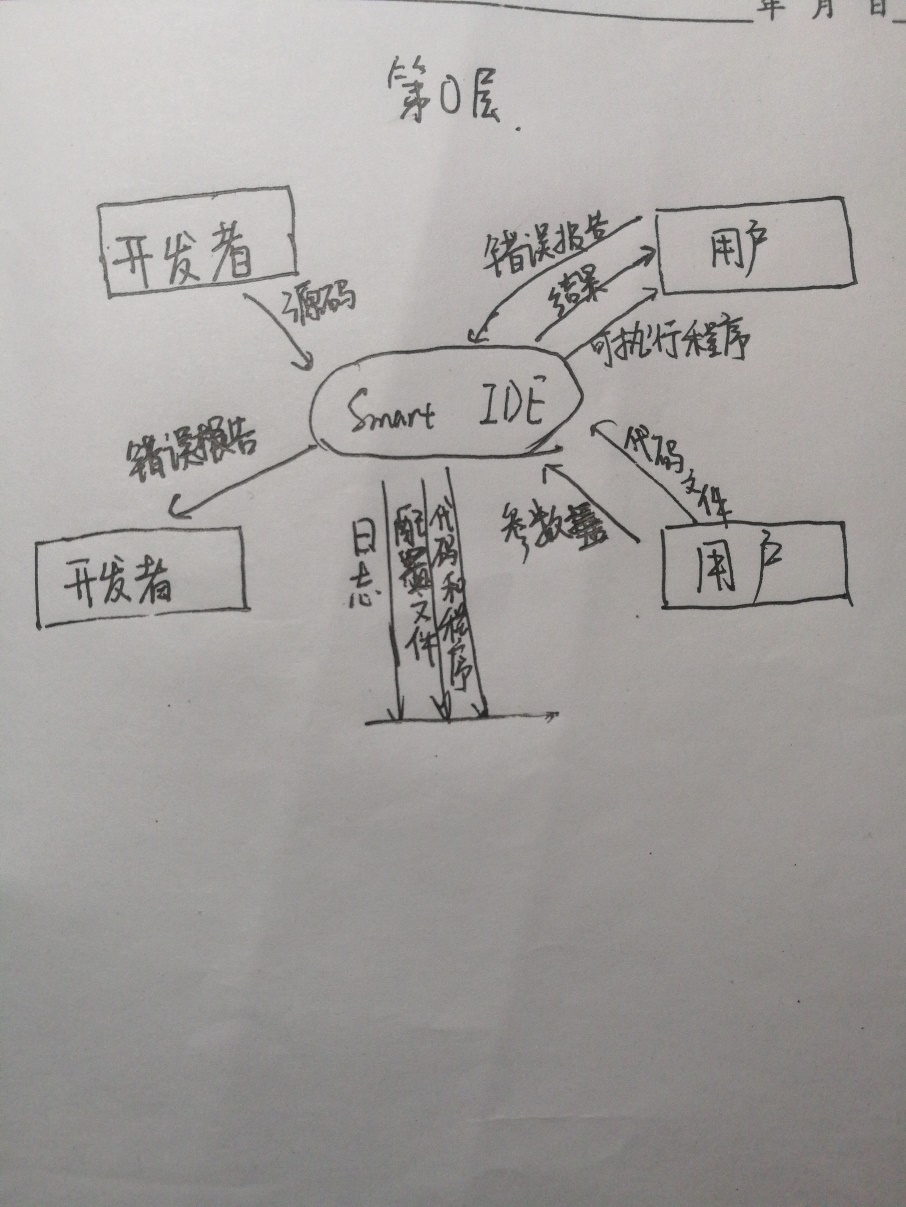 年 月 日
第0层.
开发者
源码
错误报告
结果
用户
可执行程序
Smart IDE
错误报告
开发者
代码文件
参数据
用户
日志
配置文件
代码和程序